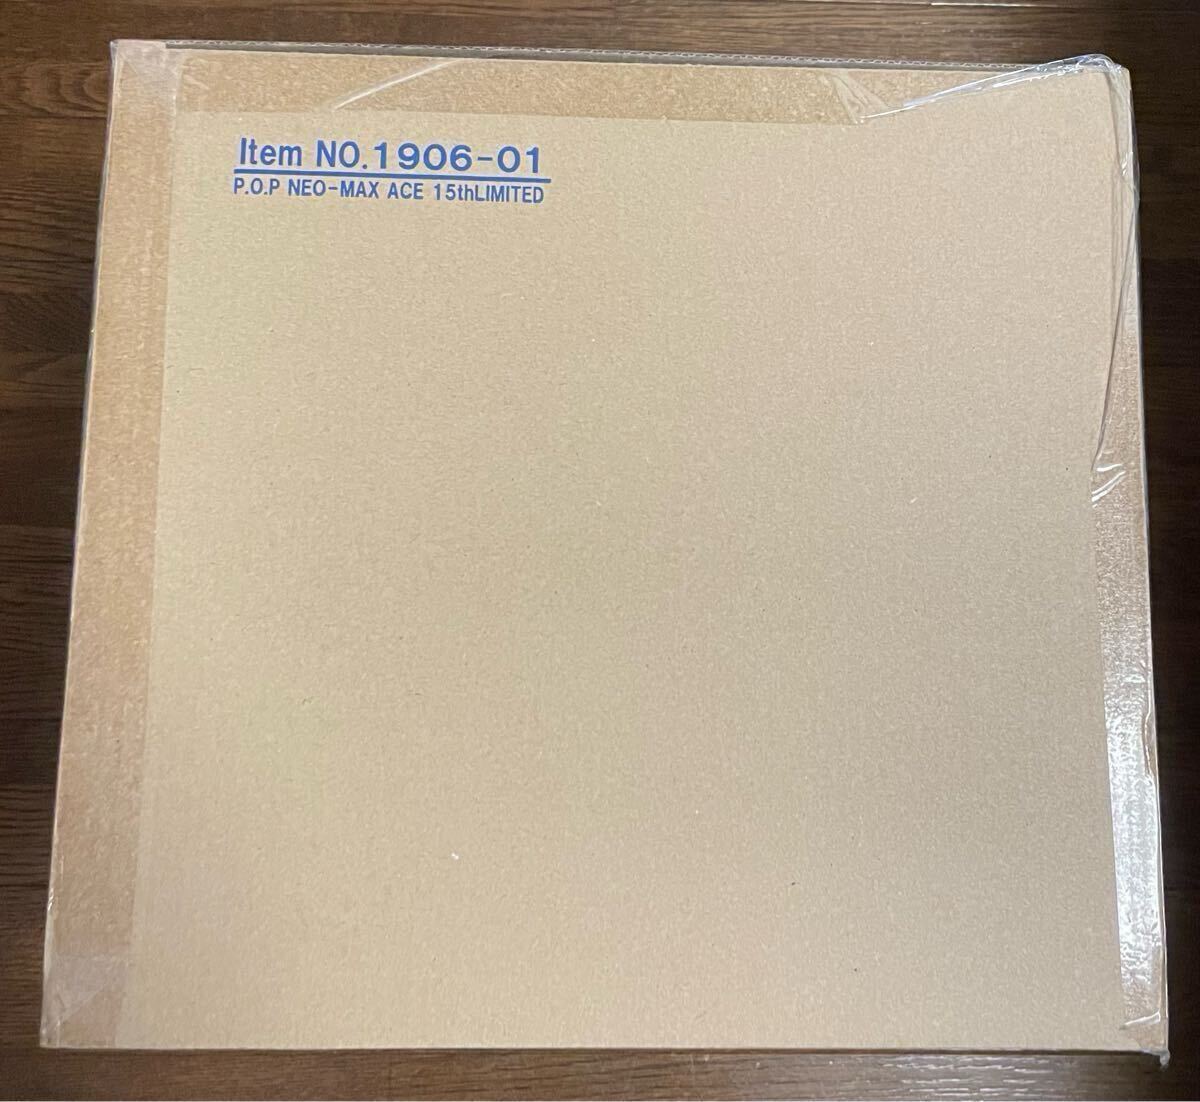 Item NO.1906-01
P.O.P NEO-MAX ACE 15thLIMITED